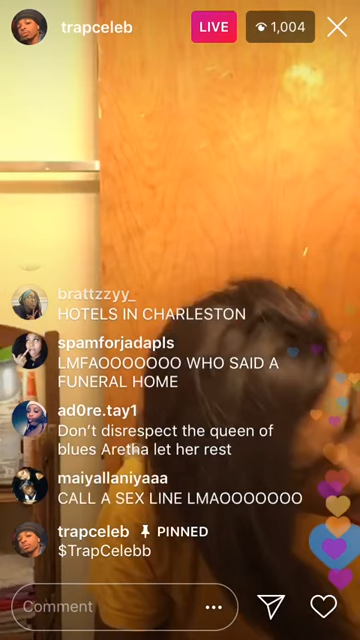 trapceleb
LIVE
1,004
brattzzyy_
HOTELS IN CHARLESTON
spamforjadapls
LMFAOOOOOOO WHO SAID A
FUNERAL HOME
ad0re.tay1
Don't disrespect the queen of
blues Aretha let her rest
maiyallaniyaaa
CALL A SEX LINE LMAOOOOOOO
trapceleb PINNED
$TrapCelebb
Comment